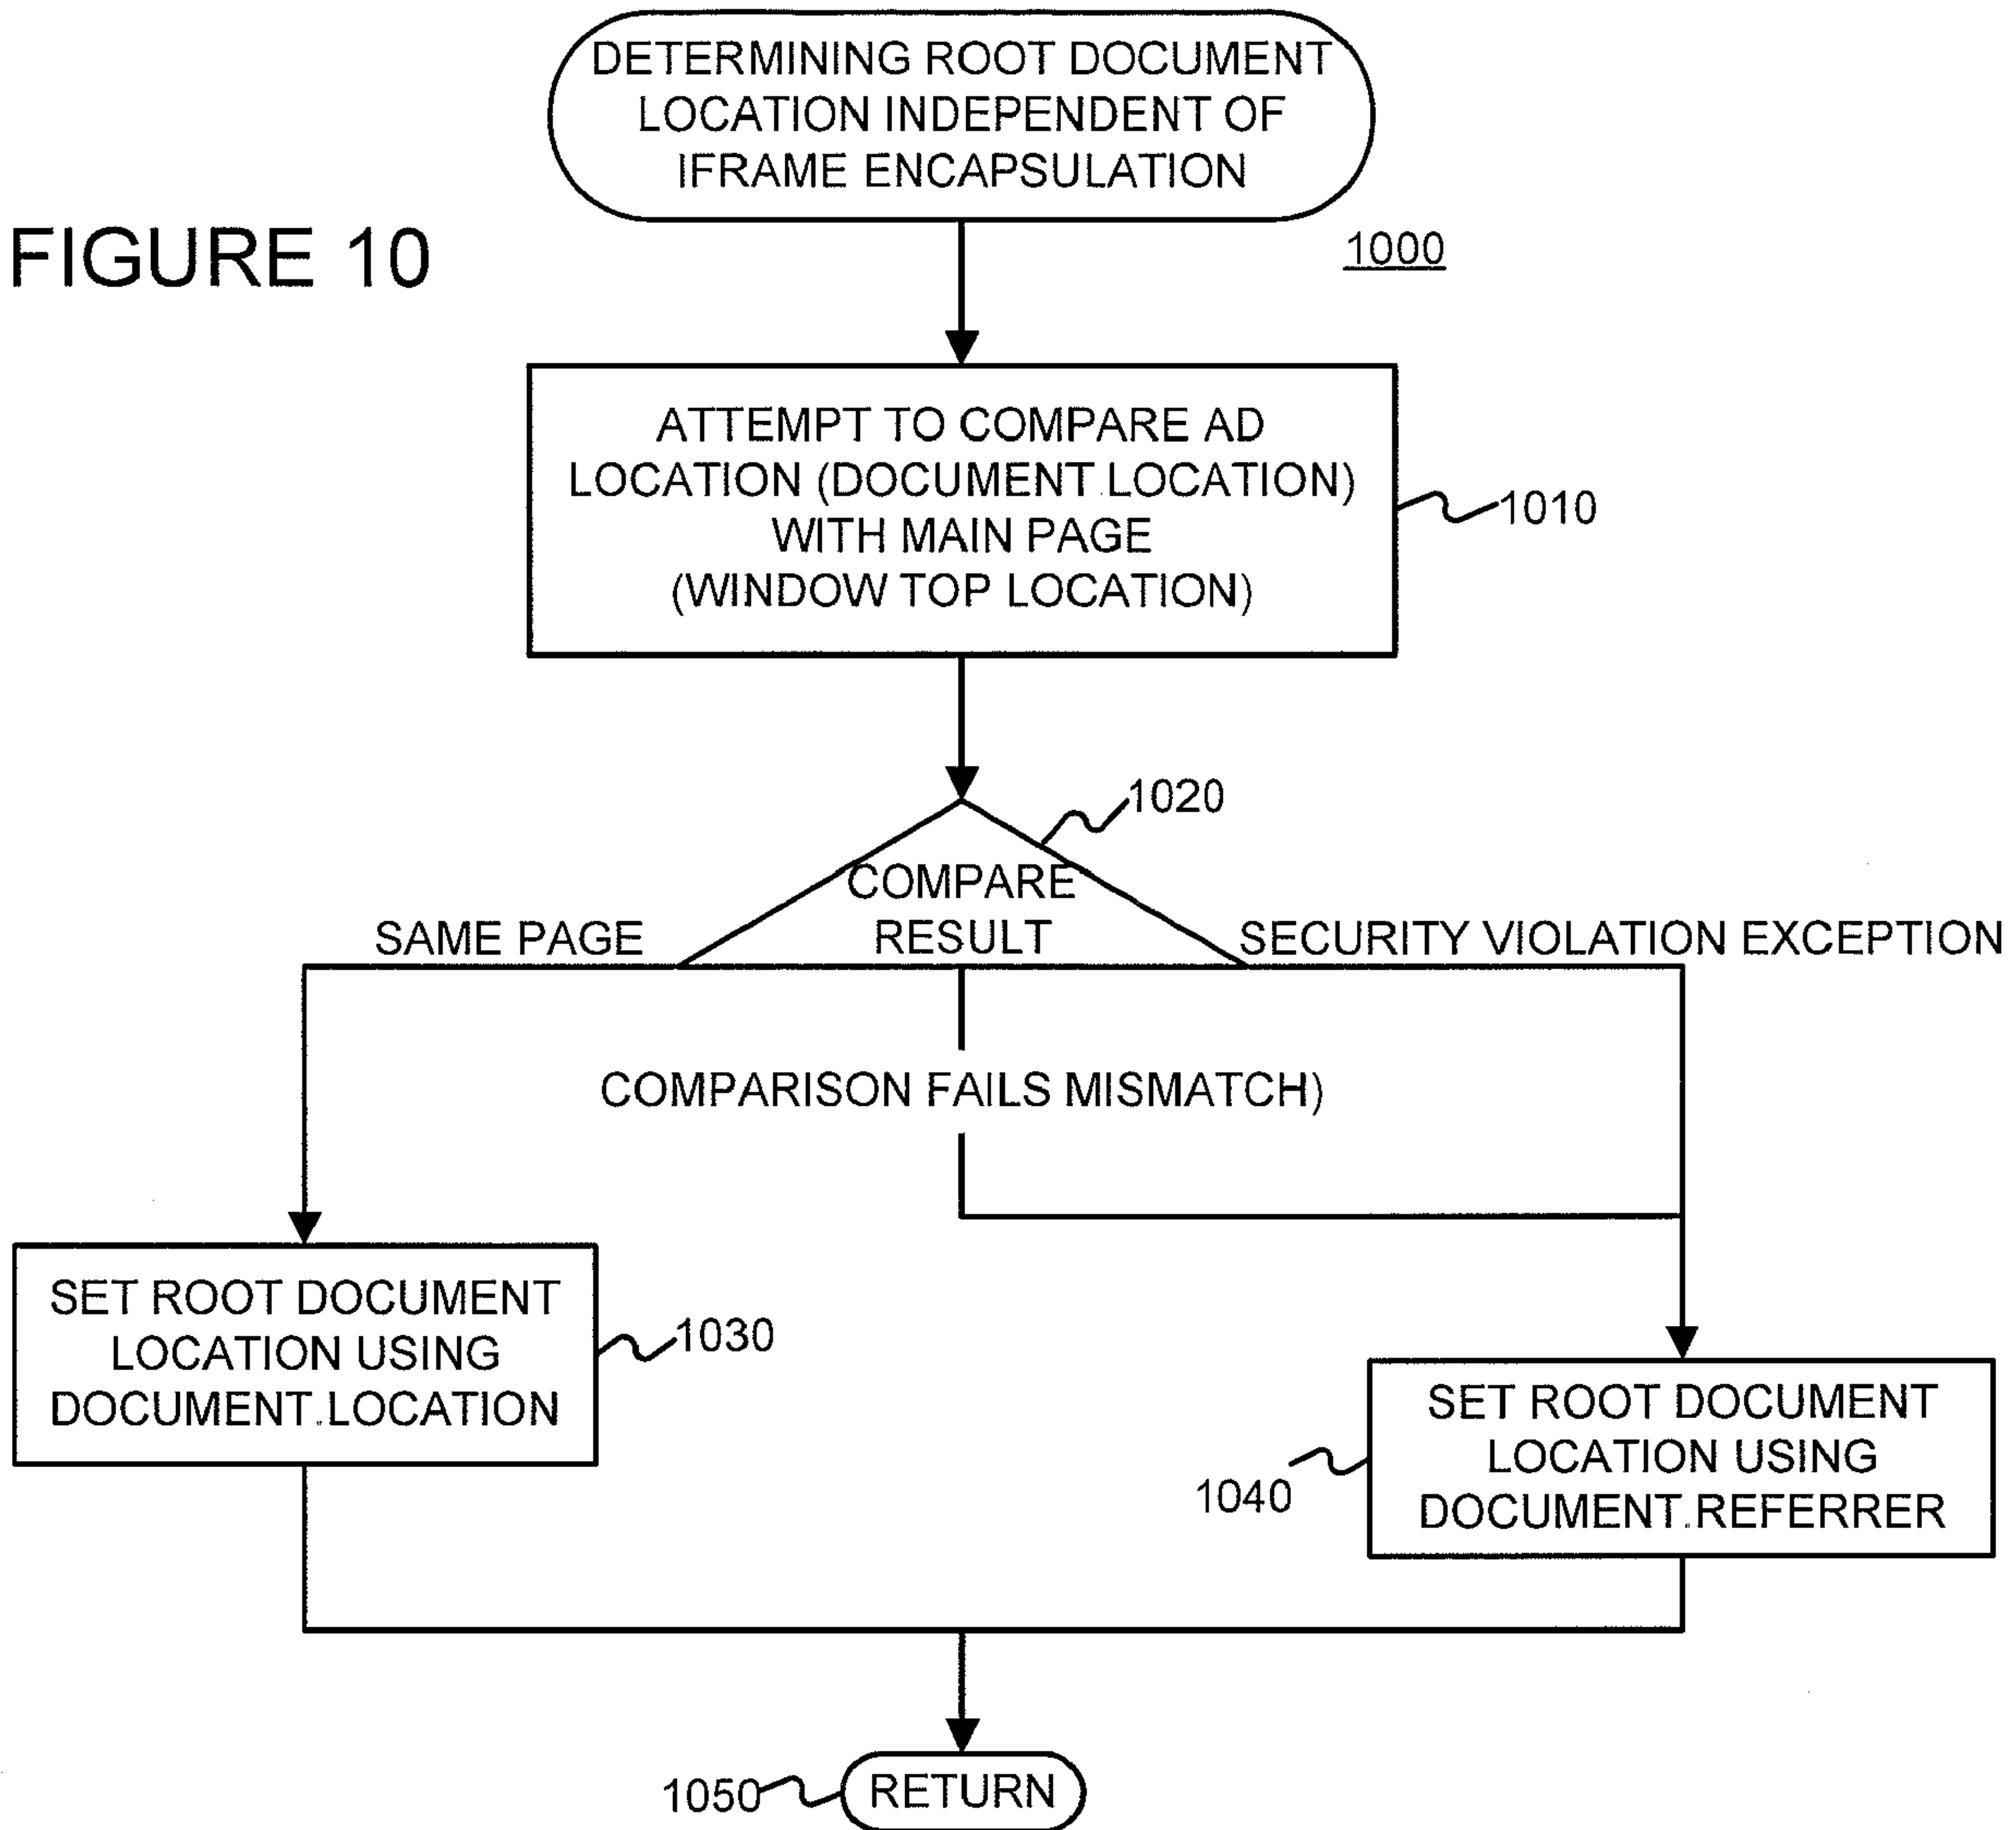 DETERMINING ROOT DOCUMENT
LOCATION INDEPENDENT OF
IFRAME ENCAPSULATION
FIGURE 10
1000
ATTEMPT TO COMPARE AD
LOCATION (DOCUMENT.LOCATION)
WITH MAIN PAGE
(WINDOW TOP LOCATION)
1010
1020
COMPARE
RESULT
SAME PAGE
SECURITY VIOLATION EXCEPTION
COMPARISON FAILS MISMATCH)
SET ROOT DOCUMENT
LOCATION USING
DOCUMENT.LOCATION
1030
SET ROOT DOCUMENT
LOCATION USING
DOCUMENT.REFERRER
1040
1050
RETURN